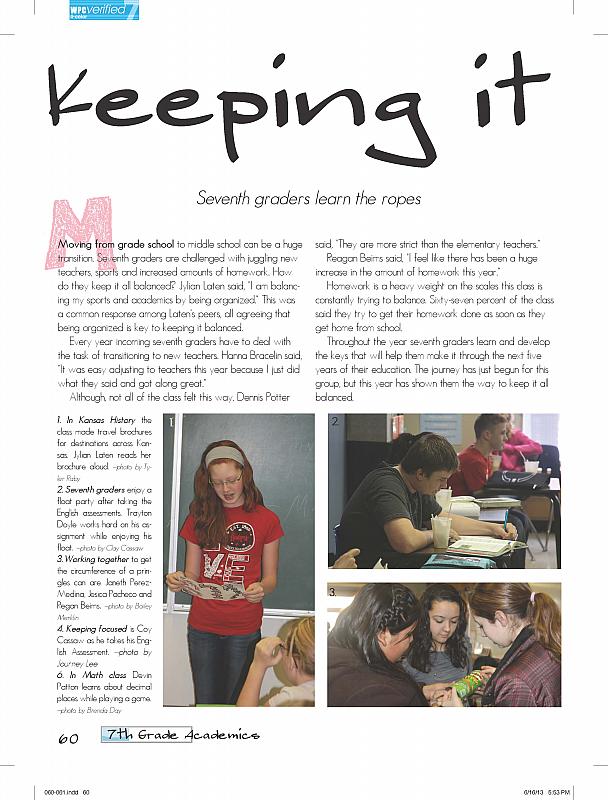 WPC verified 7
4-color
Keeping it
Seventh graders learn the ropes
M
Moving from grade school to middle school can be a huge
transition. Seventh graders are challenged with juggling new
teachers, sports and increased amounts of homework. How
do they keep it all balanced? Jylian Laten said, "I am balanc-
ing my sports and academics by being organized." This was
a common response among Laten's peers, all agreeing that
being organized is key to keeping it balanced.
Every year incoming seventh graders have to deal with
the task of transitioning to new teachers. Hanna Bracelin said,
"It was easy adjusting to teachers this year because I just did
what they said and got along great."
Although, not all of the class felt this way, Dennis Potter
said, "They are more strict than the elementary teachers."
Reagan Beims said, "I feel like there has been a huge
increase in the amount of homework this year."
Homework is a heavy weight on the scales this class is
constantly trying to balance. Sixty-seven percent of the class
said they try to get their homework done as soon as they
get home from school.
Throughout the year seventh graders learn and develop
the keys that will help them make it through the next five
years of their education. The journey has just begun for this
group, but this year has shown them the way to keep it all
balanced.
1. In Kansas History the
class made travel brochures
for destinations across Kan-
sas. Jylian Laten reads her
brochure aloud. -photo by Ty-
ler Raby
2. Seventh graders enjoy a
float party after taking the
English assessments. Trayton
Doyle works hard on his as-
signment while enjoying his
float. -photo by Clay Cassaw
3. Working together to get
the circumference of a prin-
gles can are Janeth Perez-
Medina, Jesica Pacheco and
Regan Beims. -photo by Bailey
Menklin
4. Keeping focused is Coy
Cassaw as he takes his Eng-
lish Assessment. -photo by
Journey Lee
6. In Math class Devin
Patton learns about decimal
places while playing a game.
-photo by Brenda Day
1.
2.
3.
60
7th Grade Academics
060-061.indd 60
6/16/13 5:53 PM